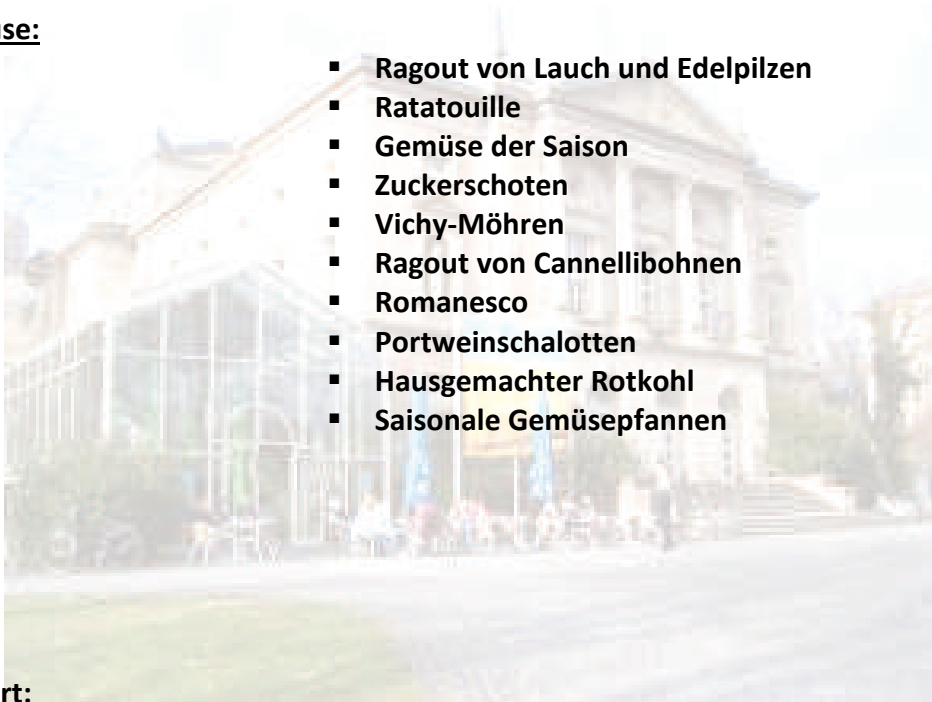 use:
Ragout von Lauch und Edelpilzen
Ratatouille
Gemüse der Saison
Zuckerschoten
Vichy-Möhren
Ragout von Cannellibohnen
Romanesco
Portweinschalotten
Hausgemachter Rotkohl
Saisonale Gemüsepfannen
rt: